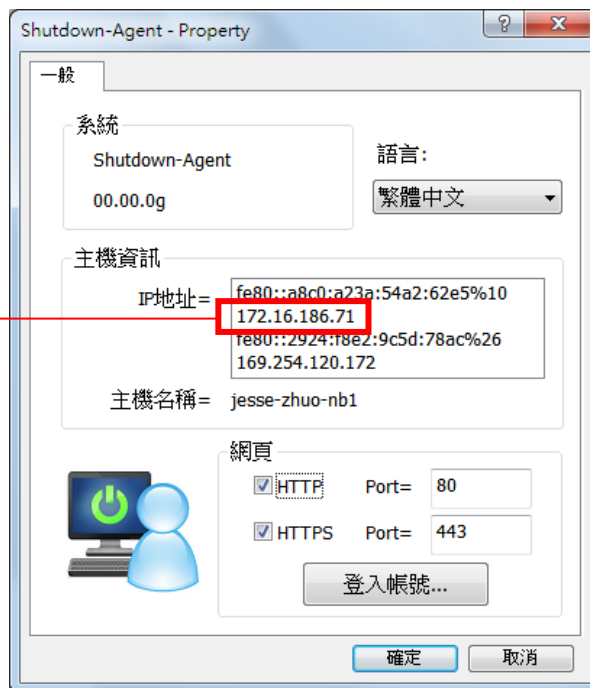 Shutdown-Agent - Property
一般
系統
Shutdown-Agent
00.00.0g
語言:
繁體中文
主機資訊
IP地址=
fe80::a8c0:a23a:54a2:62e5%10
172.16.186.71
fe80::2924:f8e2:9c5d:78ac%26
169.254.120.172
主機名稱= jesse-zhuo-nb1
網頁
HTTP Port= 80
HTTPS Port= 443
登入帳號...
確定 取消